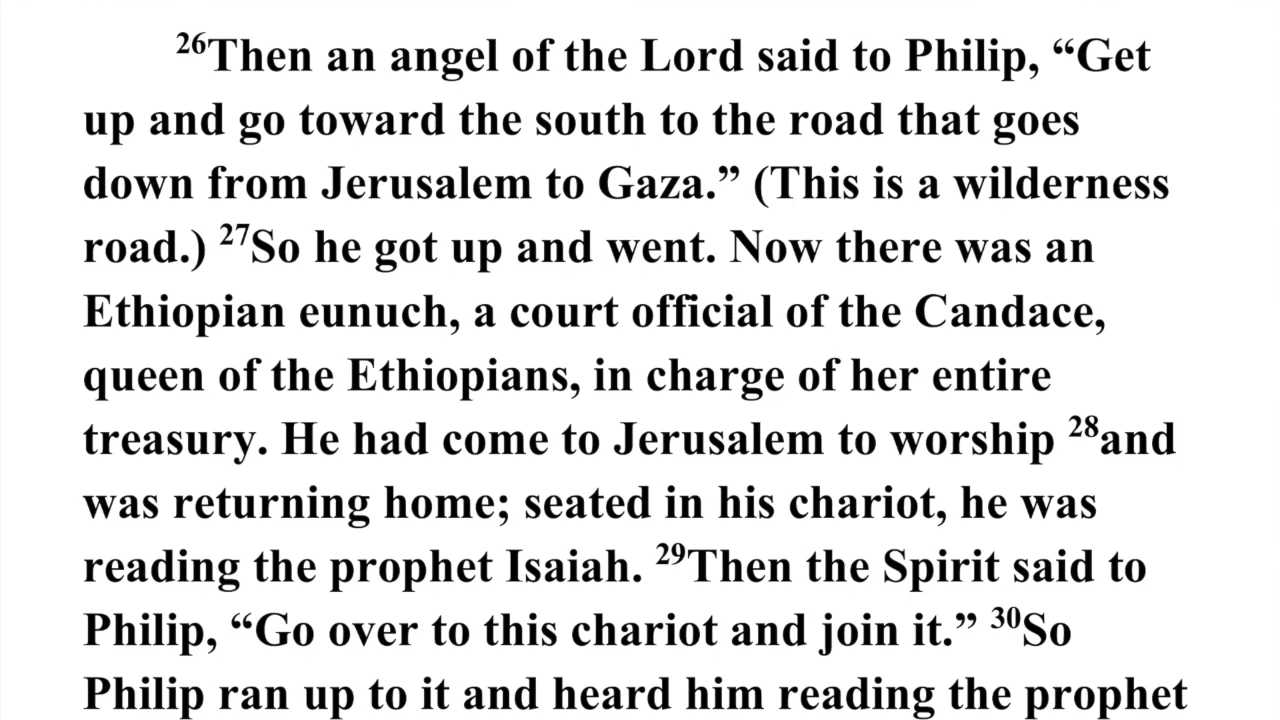 26Then an angel of the Lord said to Philip, “Get
up and go toward the south to the road that goes
down from Jerusalem to Gaza.” (This is a wilderness
road.) 27So he got up and went. Now there was an
Ethiopian eunuch, a court official of the Candace,
queen of the Ethiopians, in charge of her entire
treasury. He had come to Jerusalem to worship 28and
was returning home; seated in his chariot, he was
reading the prophet Isaiah. 29Then the Spirit said to
Philip, “Go over to this chariot and join it.” 30So
Philip ran up to it and heard him reading the prophet